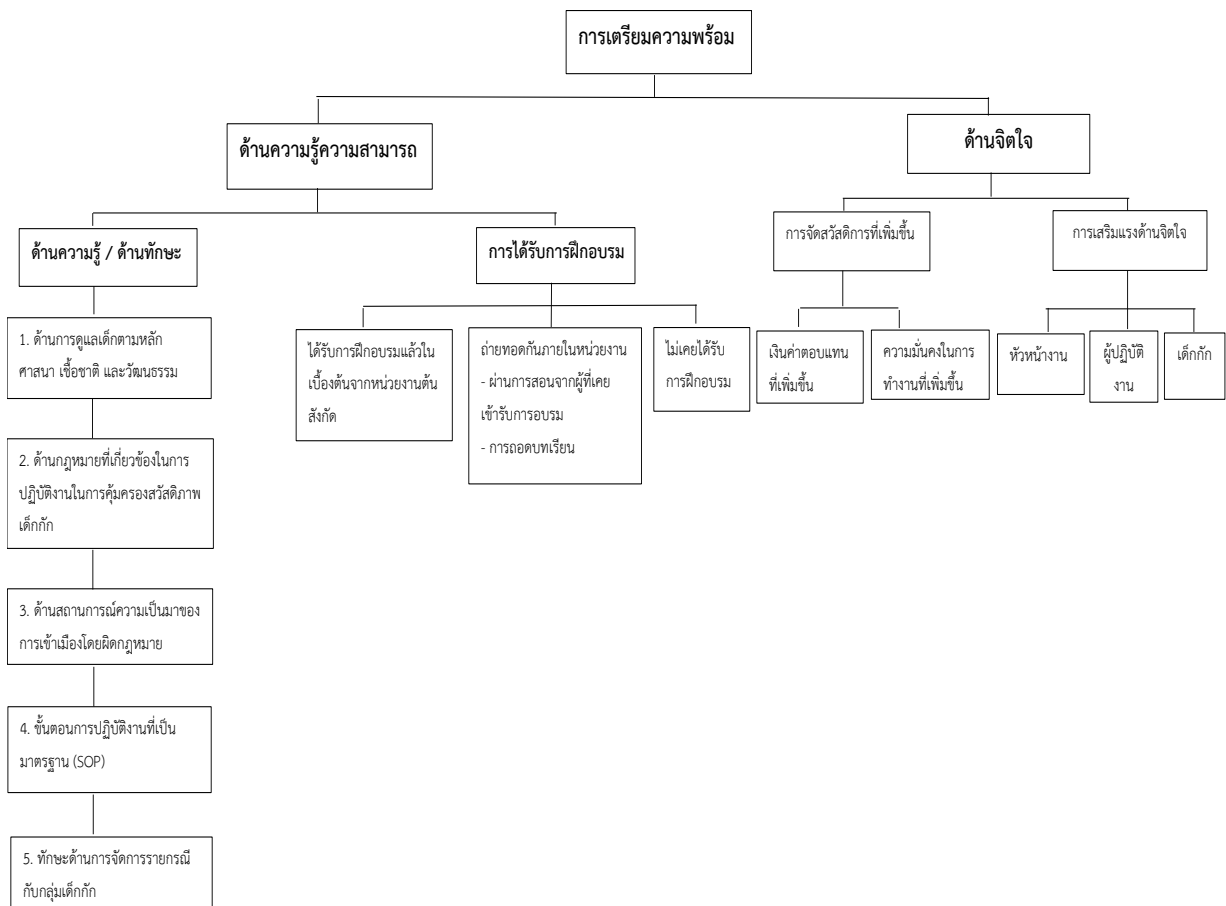 การเตรียมความพร้อม
ด้านความรู้ความสามารถ
ด้านจิตใจ
ด้านความรู้ / ด้านทักษะ
การได้รับการฝึกอบรม
การจัดสวัสดิการที่เพิ่มขึ้น
การเสริมแรงด้านจิตใจ
1. ด้านการดูแลเด็กตามหลัก
ศาสนา เชื้อชาติ และวัฒนธรรม
2. ด้านกฎหมายที่เกี่ยวข้องในการ
ปฏิบัติงานในการคุ้มครองสวัสดิภาพ
เด็กกัก
3. ด้านสถานการณ์ความเป็นมาของ
การเข้าเมืองโดยผิดกฎหมาย
4. ขั้นตอนการปฏิบัติงานที่เป็น
มาตรฐาน (SOP)
5. ทักษะด้านการจัดการรายกรณี
กับกลุ่มเด็กกัก
ได้รับการฝึกอบรมแล้วใน
เบื้องต้นจากหน่วยงานต้น
สังกัด
ถ่ายทอดกันภายในหน่วยงาน
- ผ่านการสอนจากผู้ที่เคย
เข้ารับการอบรม
- การถอดบทเรียน
ไม่เคยได้รับ
การฝึกอบรม
เงินค่าตอบแทน
ที่เพิ่มขึ้น
ความมั่นคงในการ
ทำงานที่เพิ่มขึ้น
หัวหน้างาน
ผู้ปฏิบัติ
งาน
เด็กกัก